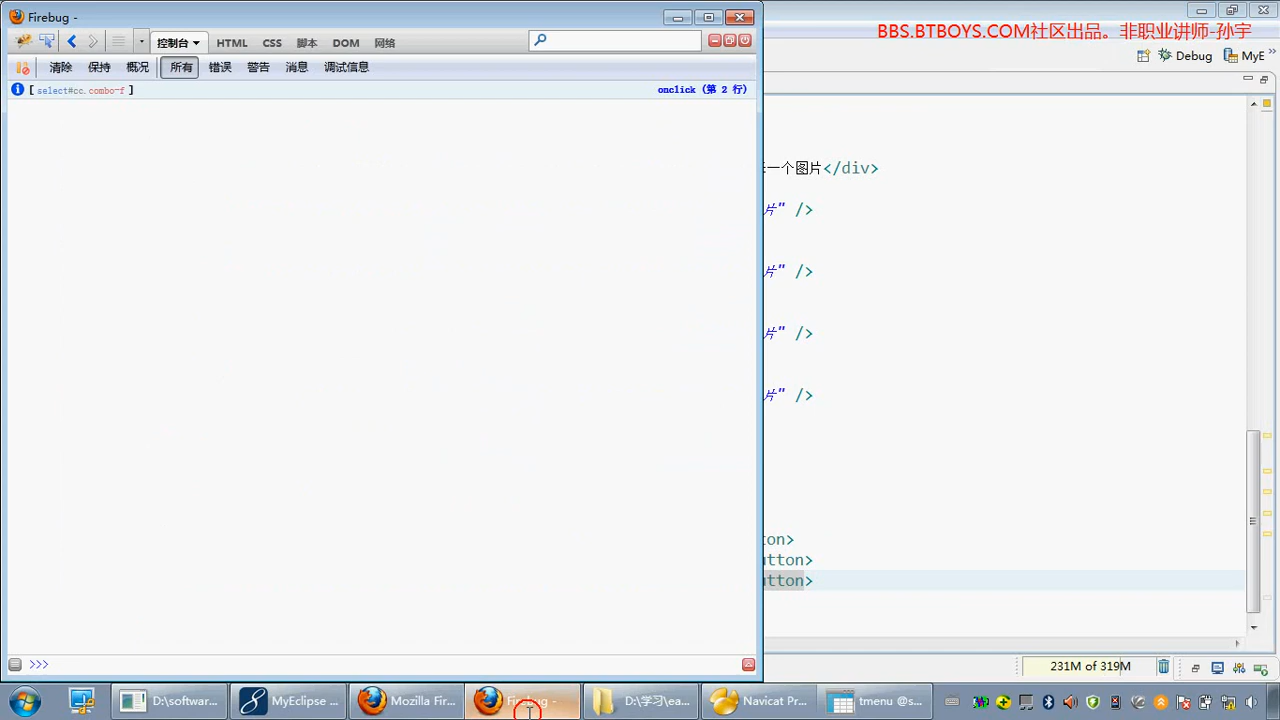 Firebug -
BBS.BTBOYS.COM社区出品。非职业讲师-孙宇
控制台 HTML CSS 脚本 DOM 网络
Debug MyE
清除 保持 概况 所有 错误 警告 消息 调试信息
[ select#cc.combo-f ] onclick (第 2 行)
一个图片</div>
片" />
片" />
片" />
片" />
ton>
utton>
utton>
>>>
231M of 319M
D:\softwar... MyEclipse ... Mozilla Fir... Firebug - D:\学习\ea... Navicat Pr... tmenu @s...